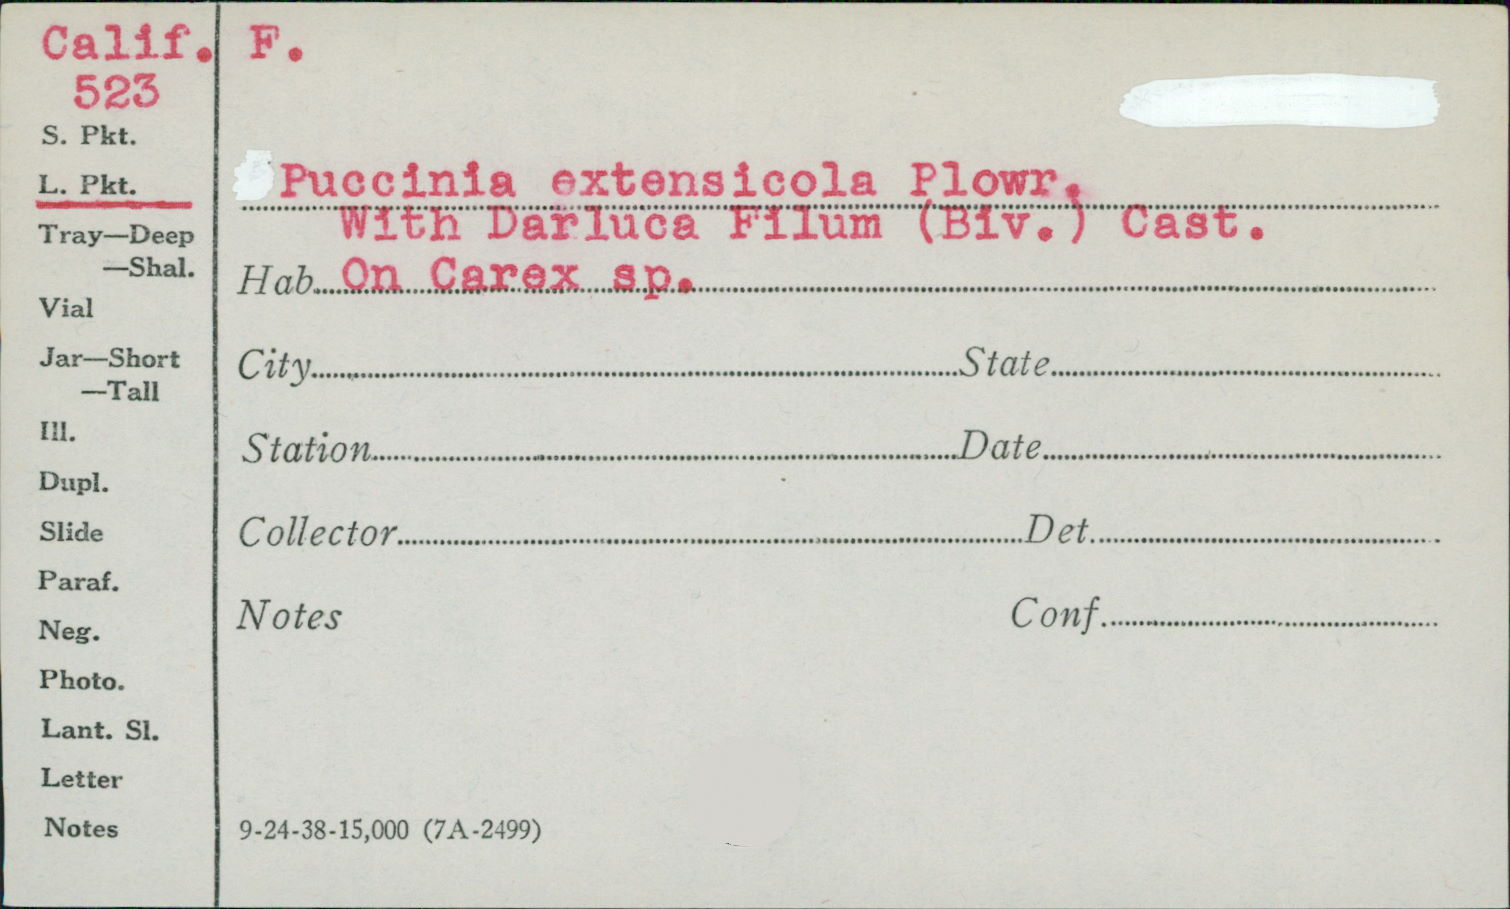 Calif. F.
523
S. Pkt.
L. Pkt.
Tray—Deep
—Shal.
Vial
Jar—Short
—Tall
Ill.
Dupl.
Slide
Paraf.
Neg.
Photo.
Lant. Sl.
Letter
Notes
Puccinia extensicola Plowr.
With Darluca Filum (Biv.) Cast.
Hab. On Carex sp.
City State
Station Date
Collector Det.
Notes Conf.
9-24-38-15,000 (7A-2499)